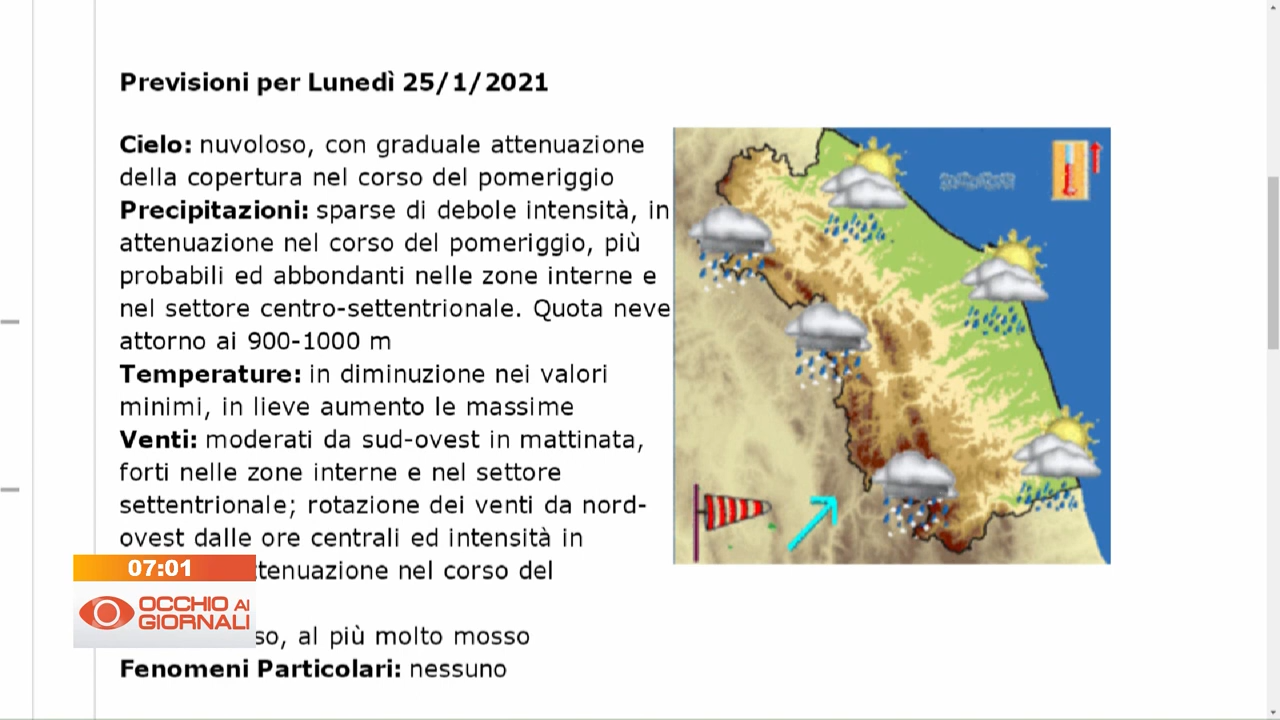 Previsioni per Lunedì 25/1/2021
Cielo: nuvoloso, con graduale attenuazione
della copertura nel corso del pomeriggio
Precipitazioni: sparse di debole intensità, in
attenuazione nel corso del pomeriggio, più
probabili ed abbondanti nelle zone interne e
nel settore centro-settentrionale. Quota neve
attorno ai 900-1000 m
Temperature: in diminuzione nei valori
minimi, in lieve aumento le massime
Venti: moderati da sud-ovest in mattinata,
forti nelle zone interne e nel settore
settentrionale; rotazione dei venti da nord-
ovest dalle ore centrali ed intensità in
tenuazione nel corso del
so, al più molto mosso
Fenomeni Particolari: nessuno
07:01
OCCHIO AI
GIORNALI